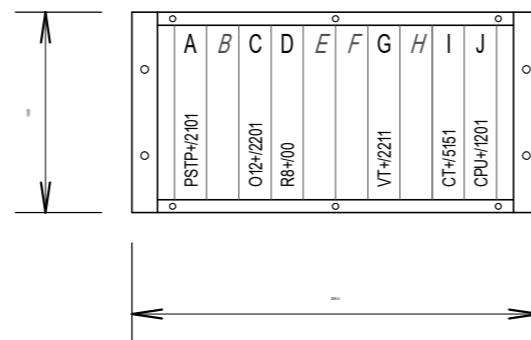 A B C D E F G H I J
PSTP+/2101
O12+/2201
R8+/00
VT+/2211
CT+/5151
CPU+/1201